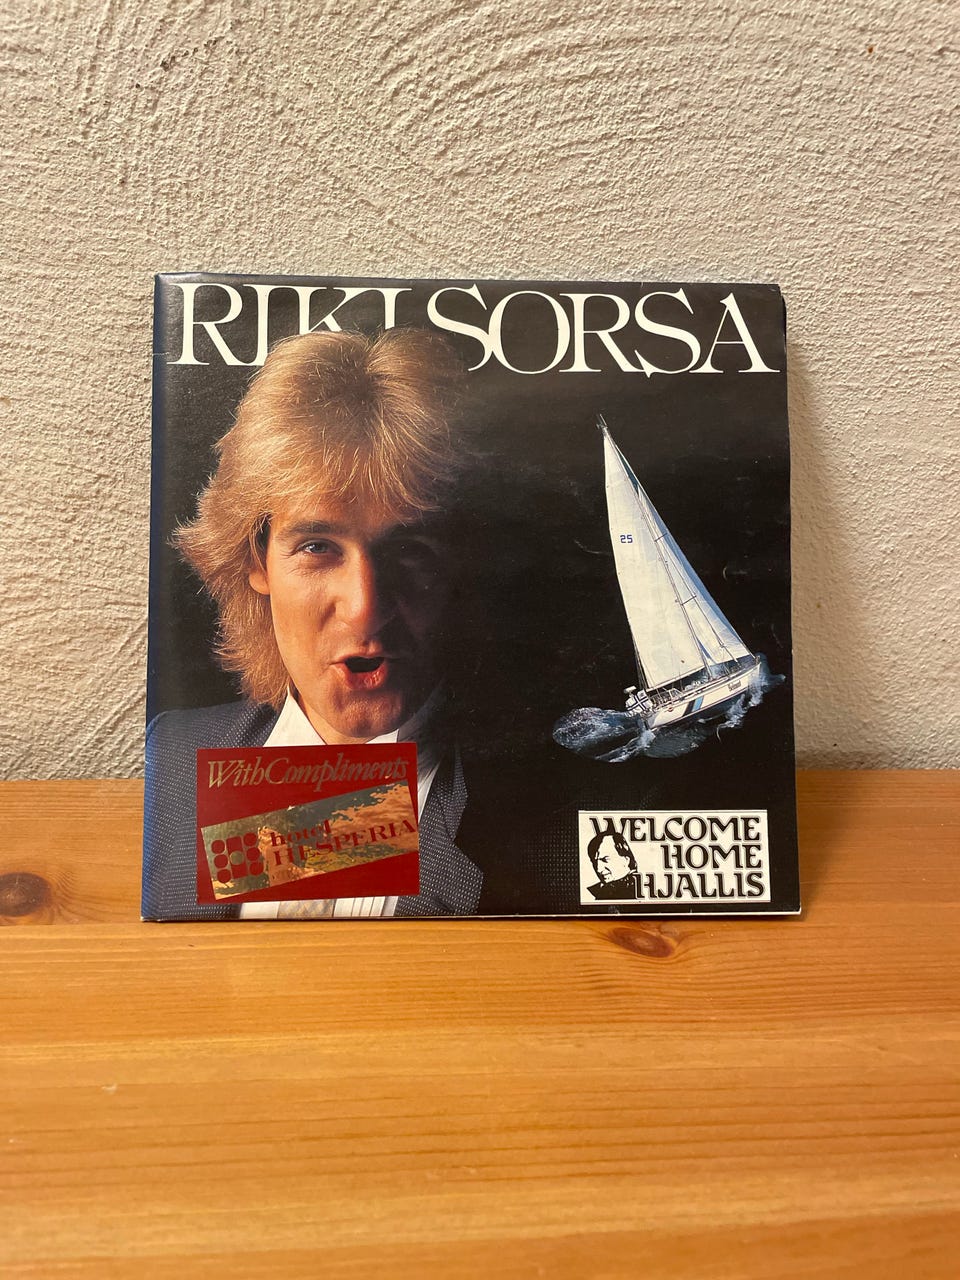 RIKI SORSA
25
With Compliments
hotel
HESPERIA
WELCOME
HOME
HJALLIS